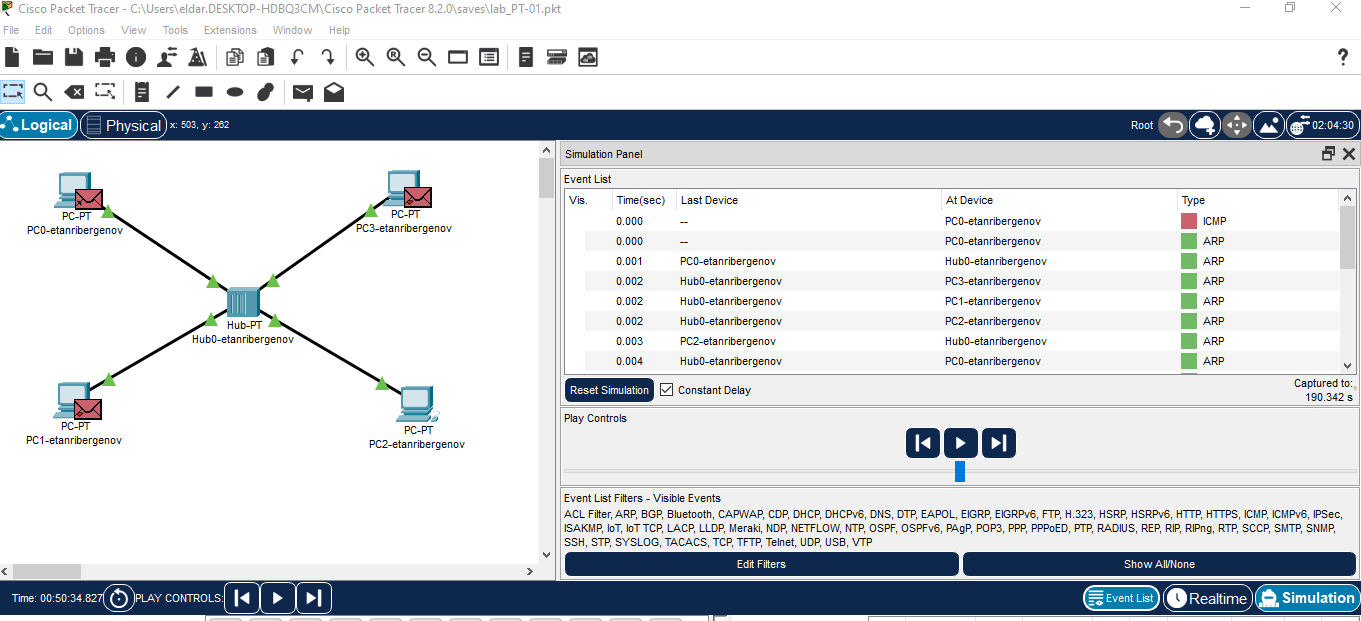 Cisco Packet Tracer - C:\Users\eldar.DESKTOP-HDBQ3CM\Cisco Packet Tracer 8.2.0\saves\lab_PT-01.pkt
File Edit Options View Tools Extensions Window Help
?
Logical Physical x: 503, y: 262 Root 02:04:30
PC-PT
PC0-etanribergenov
PC-PT
PC3-etanribergenov
Hub-PT
Hub0-etanribergenov
PC-PT
PC1-etanribergenov
PC-PT
PC2-etanribergenov
Simulation Panel
Event List
Vis. Time(sec) Last Device At Device Type
0.000 -- PC0-etanribergenov ICMP
0.000 -- PC0-etanribergenov ARP
0.001 PC0-etanribergenov Hub0-etanribergenov ARP
0.002 Hub0-etanribergenov PC3-etanribergenov ARP
0.002 Hub0-etanribergenov PC1-etanribergenov ARP
0.002 Hub0-etanribergenov PC2-etanribergenov ARP
0.003 PC2-etanribergenov Hub0-etanribergenov ARP
0.004 Hub0-etanribergenov PC0-etanribergenov ARP
Reset Simulation Constant Delay
Captured to:
190.342 s
Play Controls
Event List Filters - Visible Events
ACL Filter, ARP, BGP, Bluetooth, CAPWAP, CDP, DHCP, DHCPv6, DNS, DTP, EAPOL, EIGRP, EIGRPv6, FTP, H.323, HSRP, HSRPv6, HTTP, HTTPS, ICMP, ICMPv6, IPSec,
ISAKMP, IoT, IoT TCP, LACP, LLDP, Meraki, NDP, NETFLOW, NTP, OSPF, OSPFv6, PAgP, POP3, PPP, PPPoED, PTP, RADIUS, REP, RIP, RIPng, RTP, SCCP, SMTP, SNMP,
SSH, STP, SYSLOG, TACACS, TCP, TFTP, Telnet, UDP, USB, VTP
Edit Filters Show All/None
Time: 00:50:34.827 PLAY CONTROLS: Event List Realtime Simulation